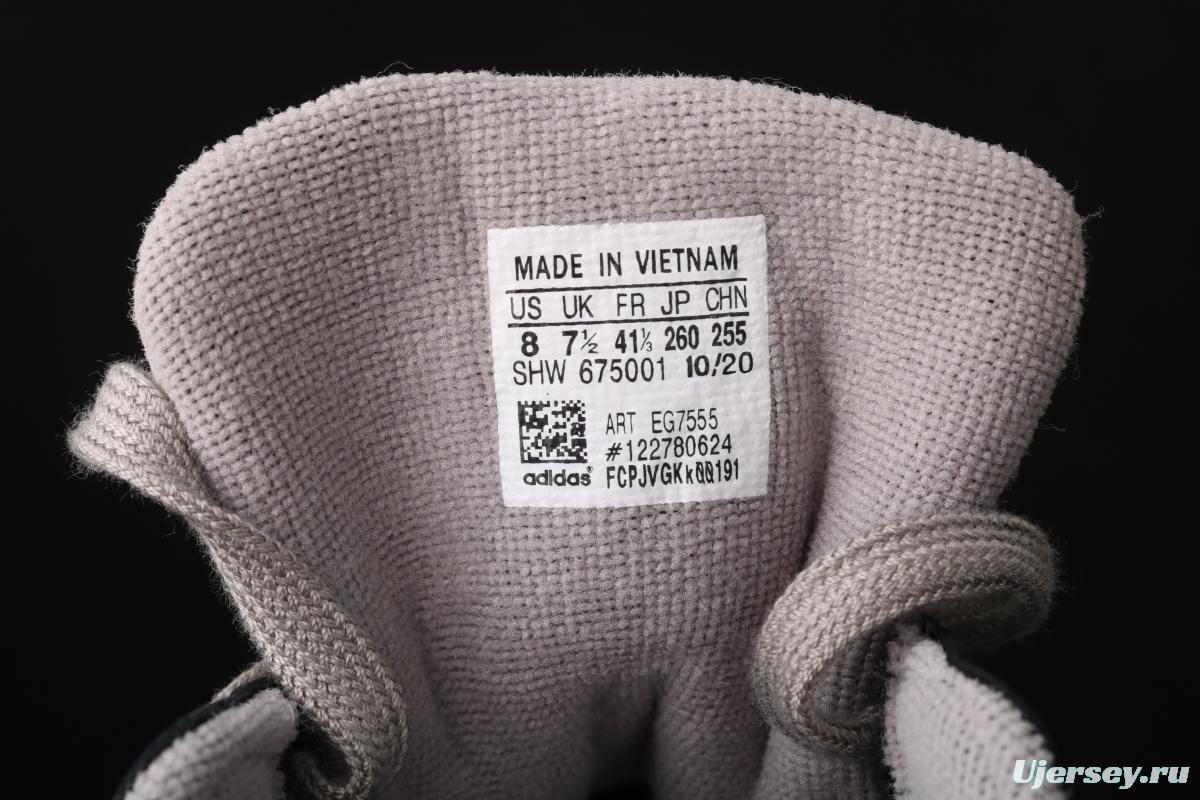 MADE IN VIETNAM
US UK FR JP CHN
8 7½ 41⅓ 260 255
SHW 675001 10/20
ART EG7555
#122780624
adidas® FCPJVGKk00191
Ujersey.ru